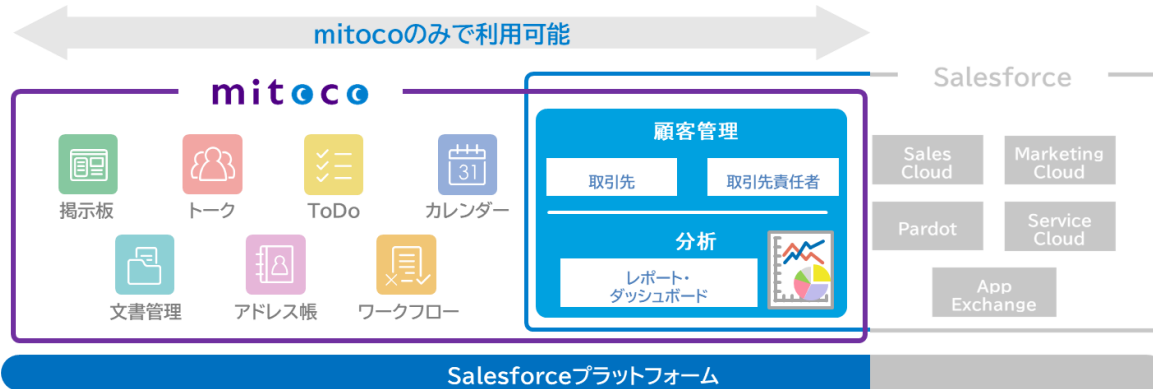 mitocoのみで利用可能
mitoco
Salesforce
掲示板
トーク
ToDo
31
カレンダー
文書管理
アドレス帳
ワークフロー
顧客管理
取引先
取引先責任者
分析
レポート・
ダッシュボード
Sales
Cloud
Marketing
Cloud
Pardot
Service
Cloud
App
Exchange
Salesforceプラットフォーム